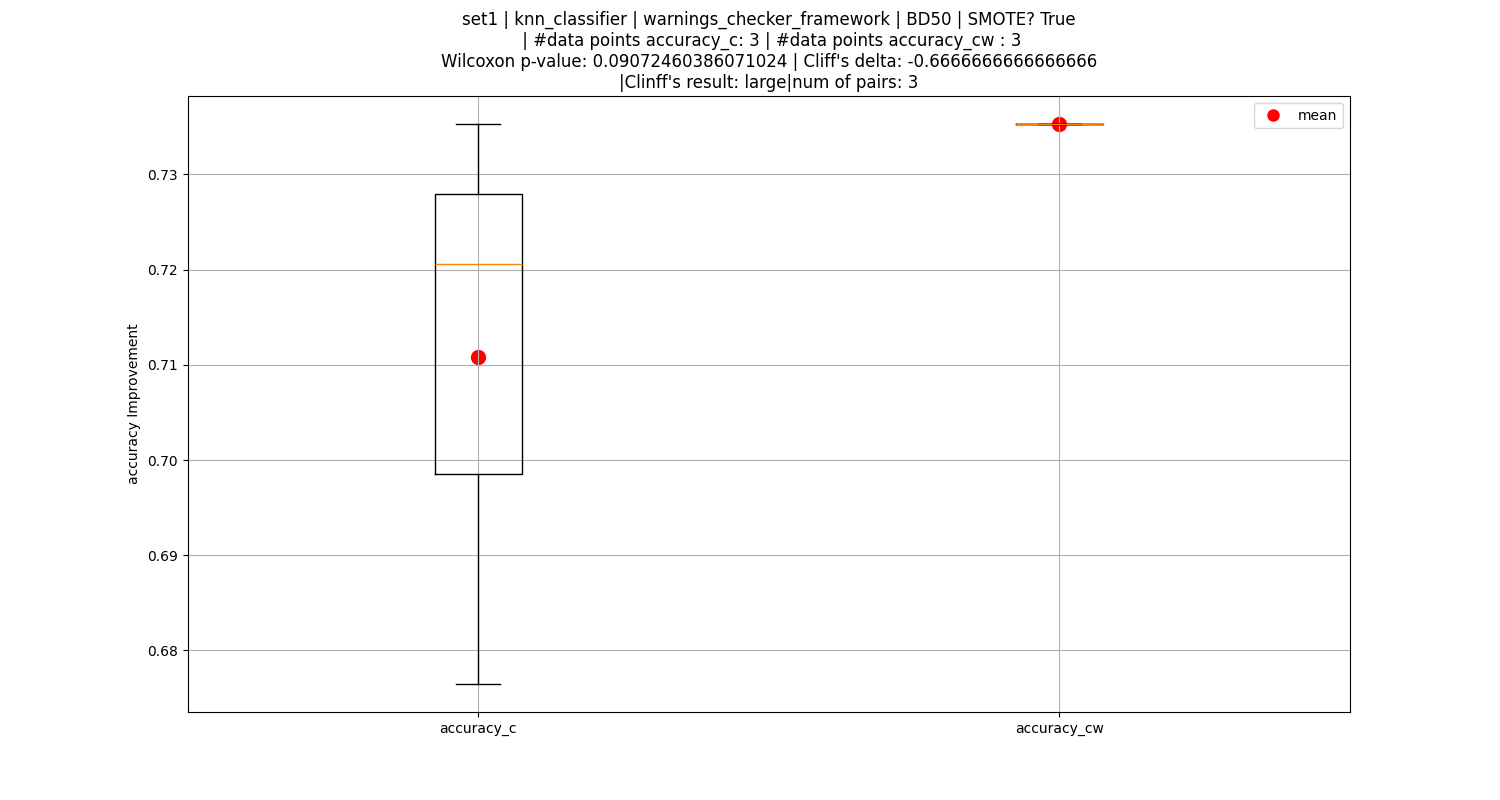 set1 | knn_classifier | warnings_checker_framework | BD50 | SMOTE? True
| #data points accuracy_c: 3 | #data points accuracy_cw : 3
Wilcoxon p-value: 0.09072460386071024 | Cliff's delta: -0.6666666666666666
|Clinff's result: large|num of pairs: 3
mean
0.73
0.72
0.71
0.70
0.69
0.68
accuracy Improvement
accuracy_c
accuracy_cw